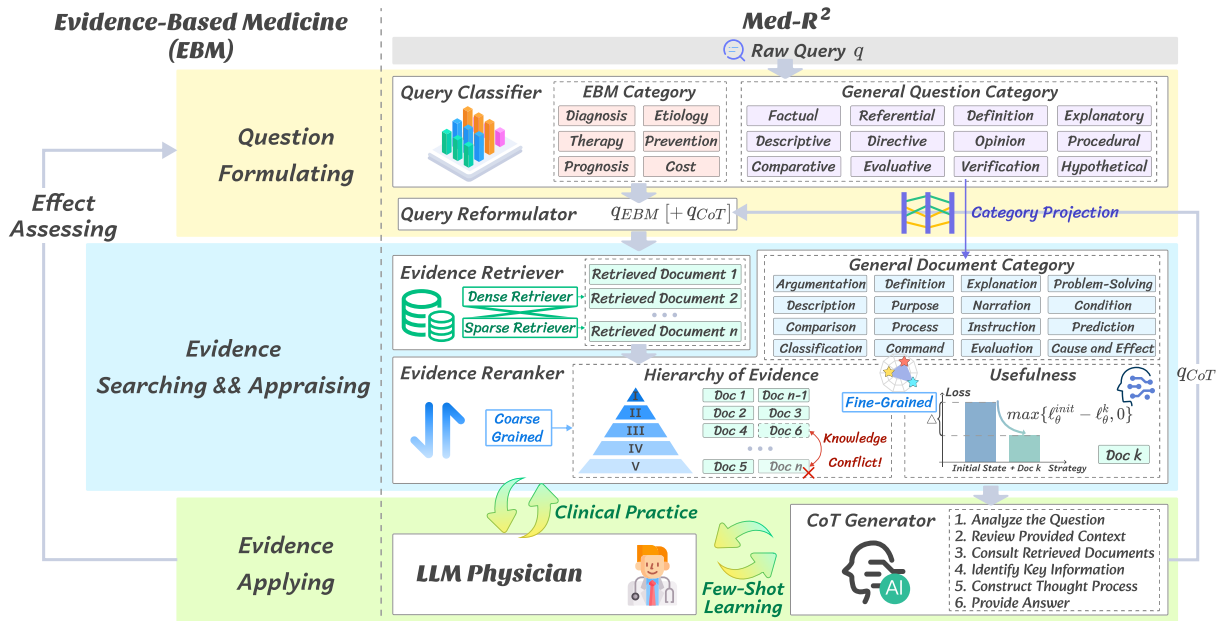 Evidence-Based Medicine
(EBM)
Med-R²
Raw Query q
Question
Formulating
Query Classifier
EBM Category
Diagnosis
Etiology
Therapy
Prevention
Prognosis
Cost
General Question Category
Factual
Referential
Definition
Explanatory
Descriptive
Directive
Opinion
Procedural
Comparative
Evaluative
Verification
Hypothetical
Query Reformulator
q_{EBM} [+ q_{CoT}]
Category Projection
Effect
Assessing
Evidence
Searching && Appraising
Evidence Retriever
Dense Retriever
Sparse Retriever
Retrieved Document 1
Retrieved Document 2
Retrieved Document n
General Document Category
Argumentation
Definition
Explanation
Problem-Solving
Description
Purpose
Narration
Condition
Comparison
Process
Instruction
Prediction
Classification
Command
Evaluation
Cause and Effect
q_{CoT}
Evidence Reranker
Coarse
Grained
Hierarchy of Evidence
I
II
III
IV
V
Doc 1
Doc n-1
Doc 2
Doc 3
Doc 4
Doc 6
Doc 5
Doc n
Knowledge
Conflict!
Fine-Grained
Usefulness
Loss
△
max{ℓ_θ^{init} − ℓ_θ^k, 0}
Initial State + Doc k Strategy
Doc k
Evidence
Applying
Clinical Practice
LLM Physician
Few-Shot
Learning
CoT Generator
AI
1. Analyze the Question
2. Review Provided Context
3. Consult Retrieved Documents
4. Identify Key Information
5. Construct Thought Process
6. Provide Answer